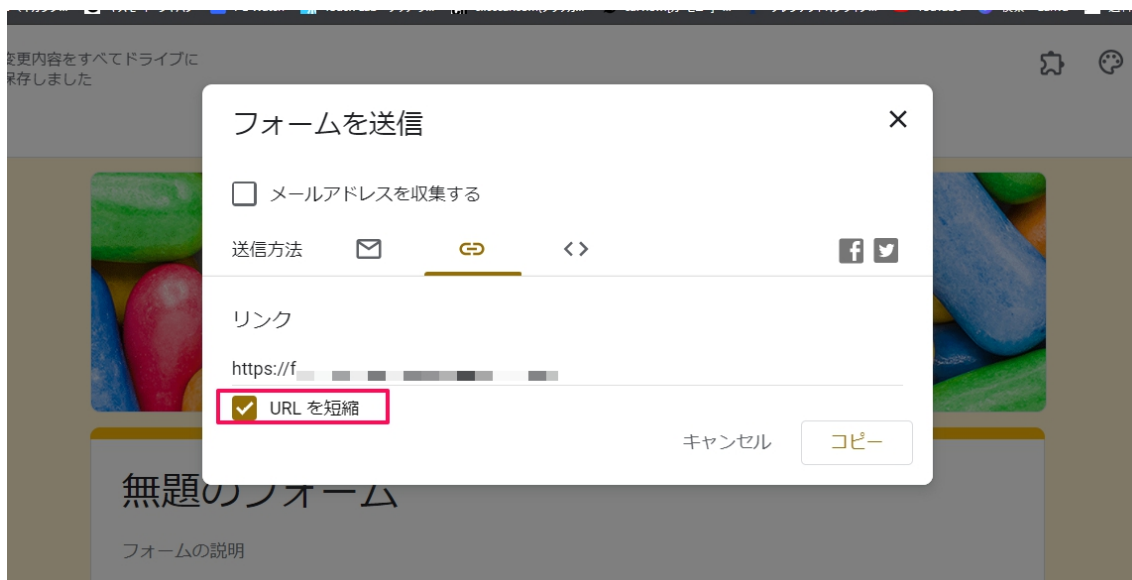 変更内容をすべてドライブに
保存しました
フォームを送信
メールアドレスを収集する
送信方法
リンク
https://f
URL を短縮
キャンセル
コピー
無題のフォーム
フォームの説明